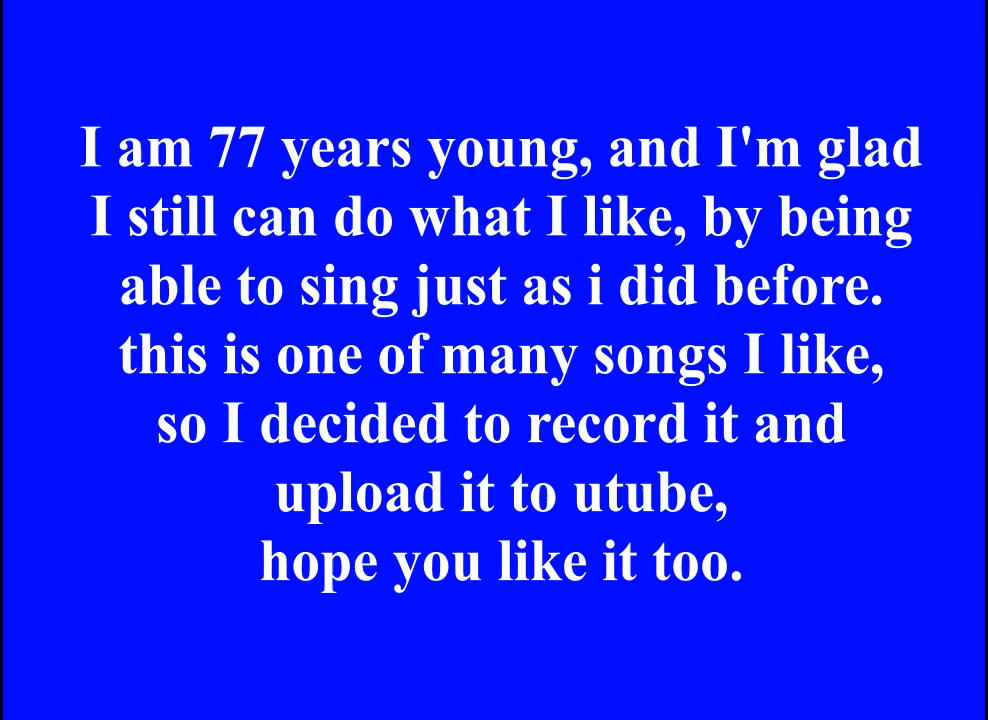 I am 77 years young, and I'm glad
I still can do what I like, by being
able to sing just as i did before.
this is one of many songs I like,
so I decided to record it and
upload it to utube,
hope you like it too.